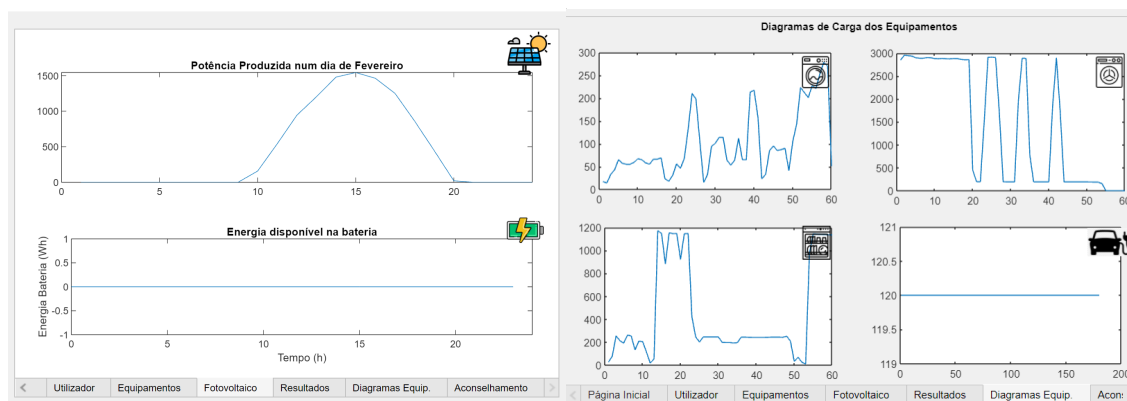 Potência Produzida num dia de Fevereiro
1500
1000
500
0
0 5 10 15 20
Energia disponível na bateria
Energia Bateria (Wh)
1
0.5
0
-0.5
-1
0 5 10 15 20
Tempo (h)
< Utilizador Equipamentos Fotovoltaico Resultados Diagramas Equip. Aconselhamento >
Diagramas de Carga dos Equipamentos
300
250
200
150
100
50
0
0 10 20 30 40 50 60
3000
2500
2000
1500
1000
500
0
0 10 20 30 40 50 60
1200
1000
800
600
400
200
0
0 10 20 30 40 50 60
121
120.5
120
119.5
119
0 50 100 150 200
< Página Inicial Utilizador Equipamentos Fotovoltaico Resultados Diagramas Equip. Acons